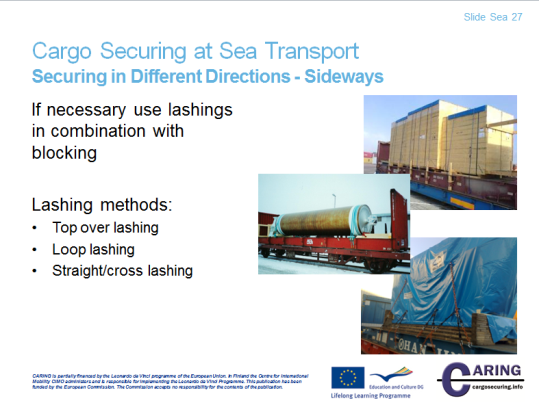 Slide Sea 27
Cargo Securing at Sea Transport
Securing in Different Directions - Sideways
If necessary use lashings
in combination with
blocking
Lashing methods:
• Top over lashing
• Loop lashing
• Straight/cross lashing
HAN
CARING is partially financed by the Leonardo da Vinci programme of the European Union. In Finland the Centre for International
Mobility CIMO administers and is responsible for implementing the Leonardo da Vinci Programme. This publication has been
funded by the European Commission. The Commission accepts no responsibility for the contents of the publication.
Education and Culture DG
Lifelong Learning Programme
CARING
cargosecuring.info